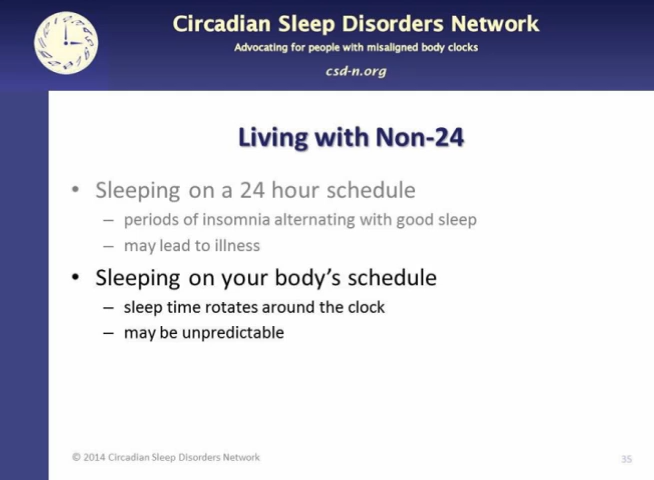 Circadian Sleep Disorders Network
Advocating for people with misaligned body clocks
csd-n.org
Living with Non-24
• Sleeping on a 24 hour schedule
– periods of insomnia alternating with good sleep
– may lead to illness
• Sleeping on your body's schedule
– sleep time rotates around the clock
– may be unpredictable
© 2014 Circadian Sleep Disorders Network
35